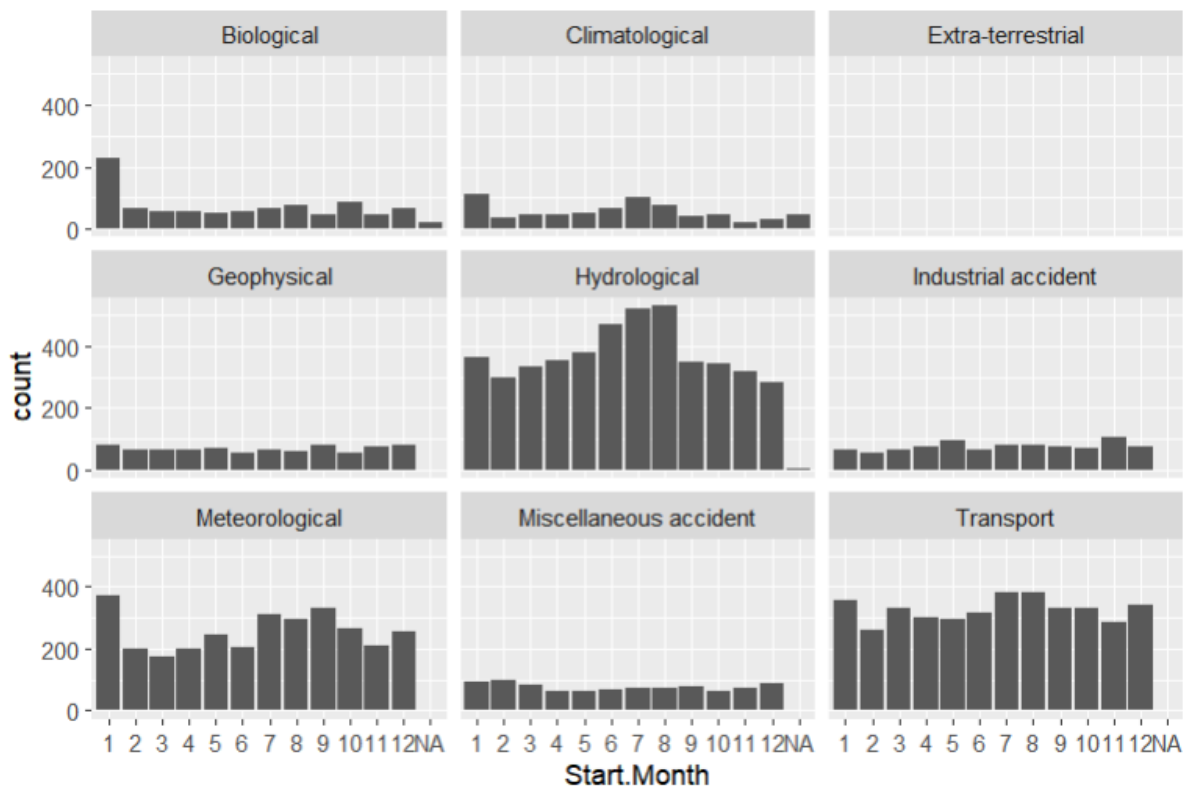 Biological Climatological Extra-terrestrial
400
200
0
Geophysical Hydrological Industrial accident
count
400
200
0
Meteorological Miscellaneous accident Transport
400
200
0
1 2 3 4 5 6 7 8 9 10 11 12 NA 1 2 3 4 5 6 7 8 9 10 11 12 NA 1 2 3 4 5 6 7 8 9 10 11 12 NA
Start.Month